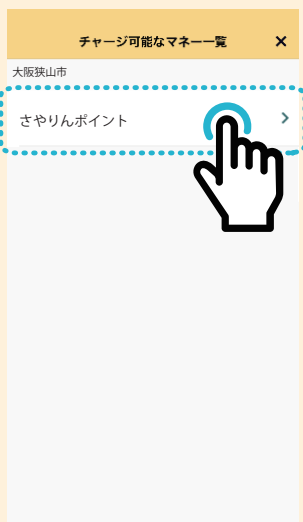 チャージ可能なマネー一覧
大阪狭山市
さやりんポイント